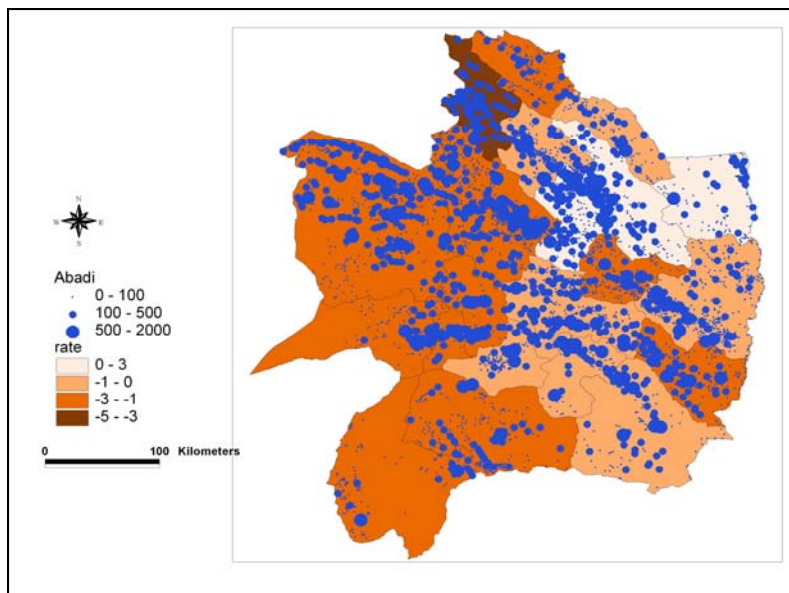 N
W E
S
Abadi
0 - 100
100 - 500
500 - 2000
rate
0 - 3
-1 - 0
-3 - -1
-5 - -3
0 100 Kilometers